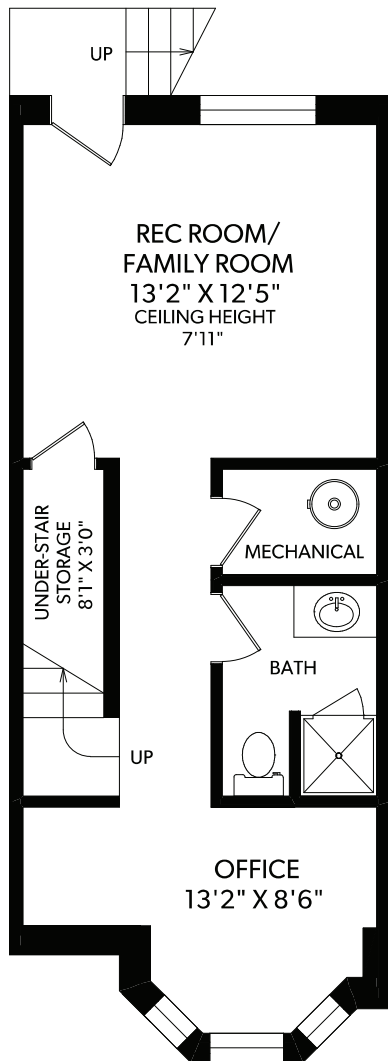 UP
REC ROOM/
FAMILY ROOM
13'2" X 12'5"
CEILING HEIGHT
7'11"
UNDER-STAIR
STORAGE
8'1" X 3'0"
MECHANICAL
BATH
UP
OFFICE
13'2" X 8'6"